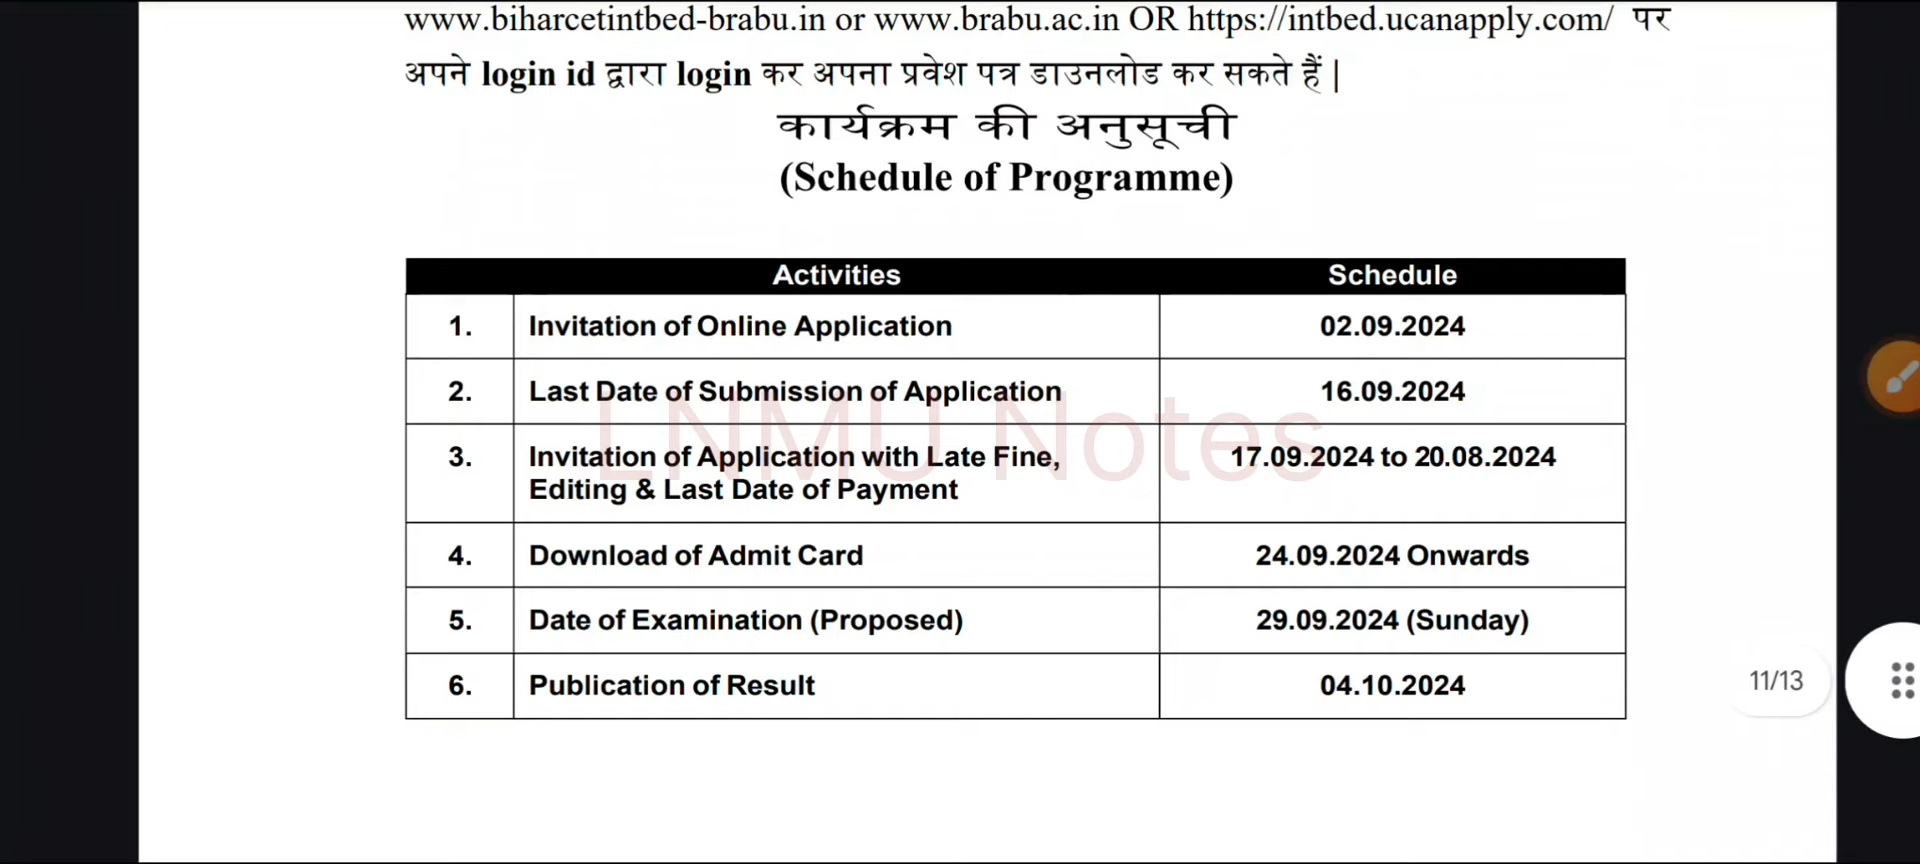 www.biharcetintbed-brabu.in or www.brabu.ac.in OR https://intbed.ucanapply.com/ पर
अपने login id द्वारा login कर अपना प्रवेश पत्र डाउनलोड कर सकते हैं |
कार्यक्रम की अनुसूची
(Schedule of Programme)
Activities Schedule
1. Invitation of Online Application 02.09.2024
2. Last Date of Submission of Application 16.09.2024
LNMU Notes
3. Invitation of Application with Late Fine, 17.09.2024 to 20.08.2024
Editing & Last Date of Payment
4. Download of Admit Card 24.09.2024 Onwards
5. Date of Examination (Proposed) 29.09.2024 (Sunday)
6. Publication of Result 04.10.2024
11/13